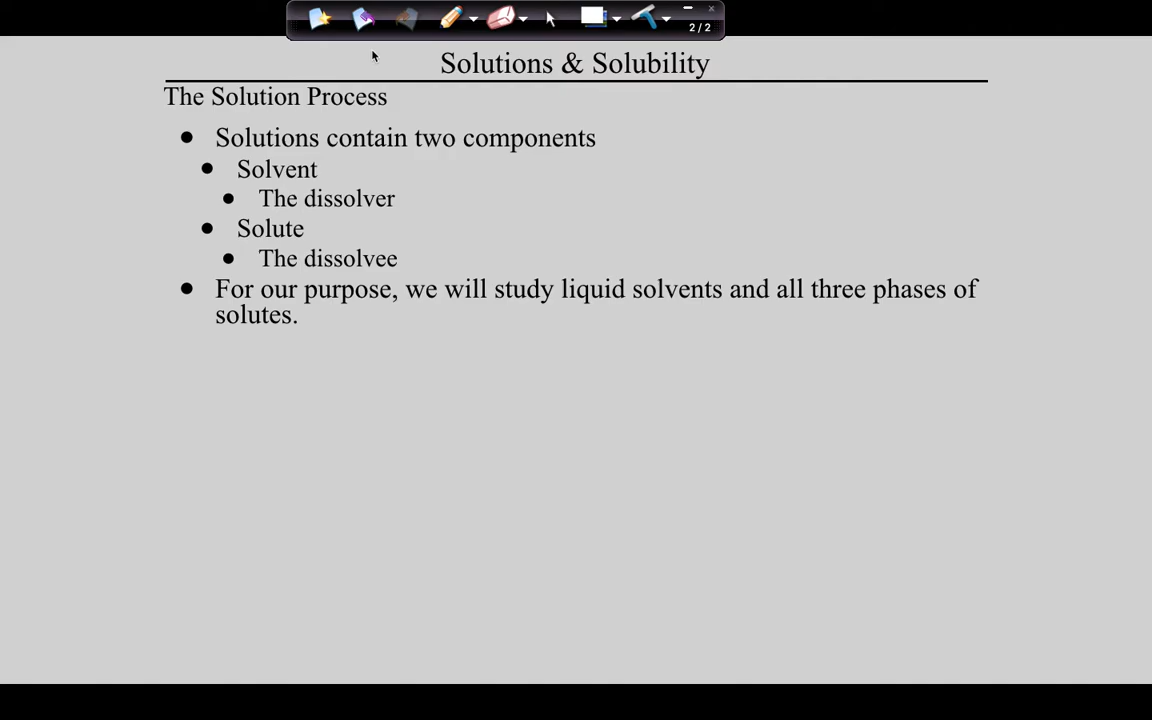 2 / 2
Solutions & Solubility
The Solution Process
• Solutions contain two components
• Solvent
• The dissolver
• Solute
• The dissolvee
• For our purpose, we will study liquid solvents and all three phases of
solutes.